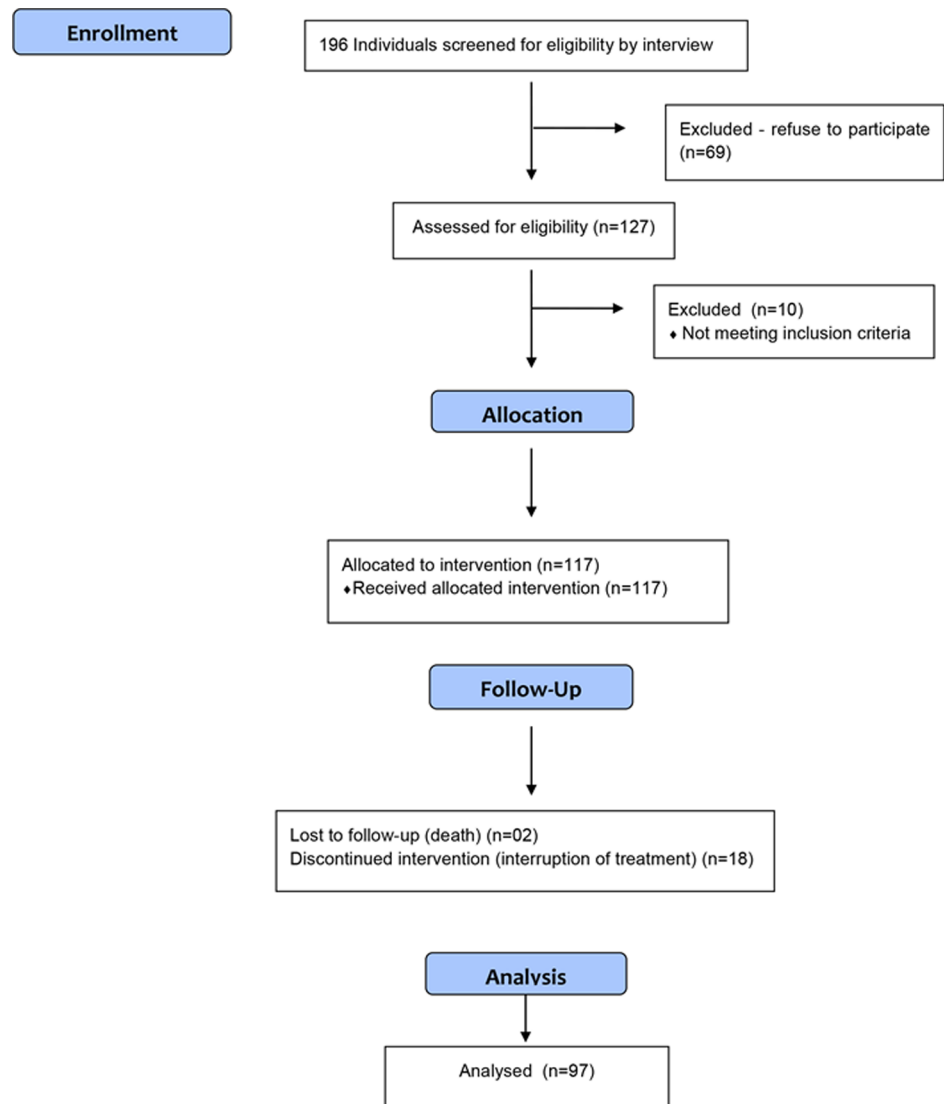 Enrollment
196 Individuals screened for eligibility by interview
Excluded - refuse to participate
(n=69)
Assessed for eligibility (n=127)
Excluded (n=10)
♦ Not meeting inclusion criteria
Allocation
Allocated to intervention (n=117)
♦Received allocated intervention (n=117)
Follow-Up
Lost to follow-up (death) (n=02)
Discontinued intervention (interruption of treatment) (n=18)
Analysis
Analysed (n=97)